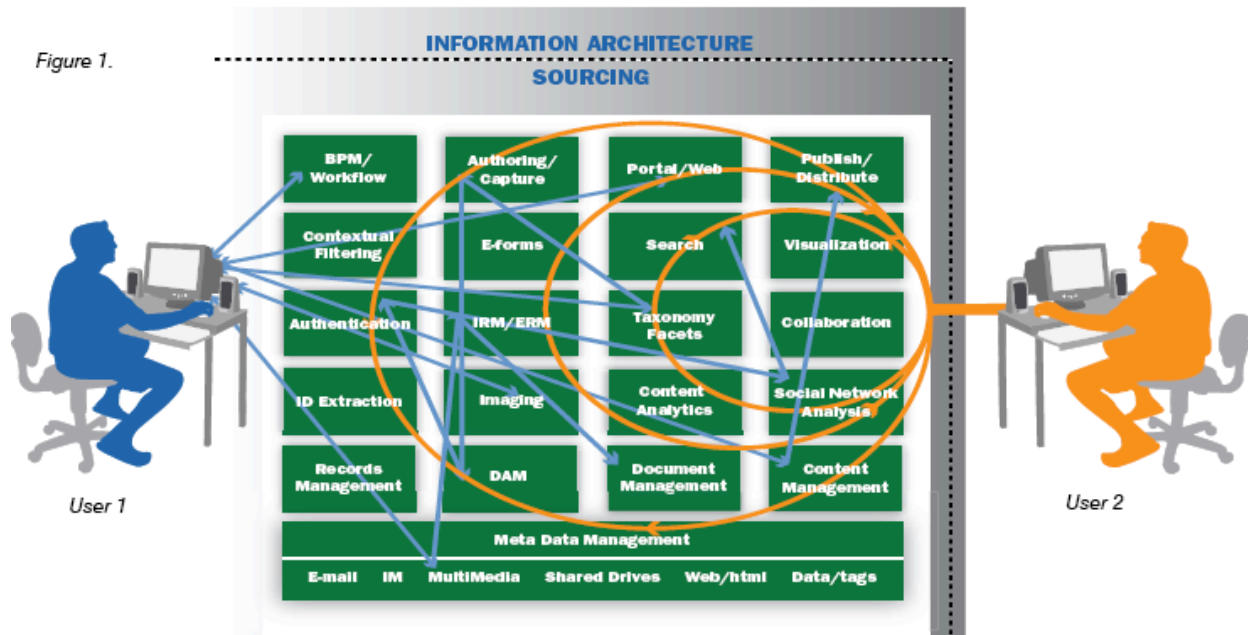 Figure 1.
INFORMATION ARCHITECTURE
SOURCING
BPM/
Workflow
Authoring/
Capture
Portal/Web
Publish/
Distribute
Contextural
Filtering
E-forms
Search
Visualization
Authentication
IRM/ERM
Taxonomy
Facets
Collaboration
ID Extraction
Imaging
Content
Analytics
Social Network
Analysis
Records
Management
DAM
Document
Management
Content
Management
User 1
User 2
Meta Data Management
E-mail IM MultiMedia Shared Drives Web/html Data/tags